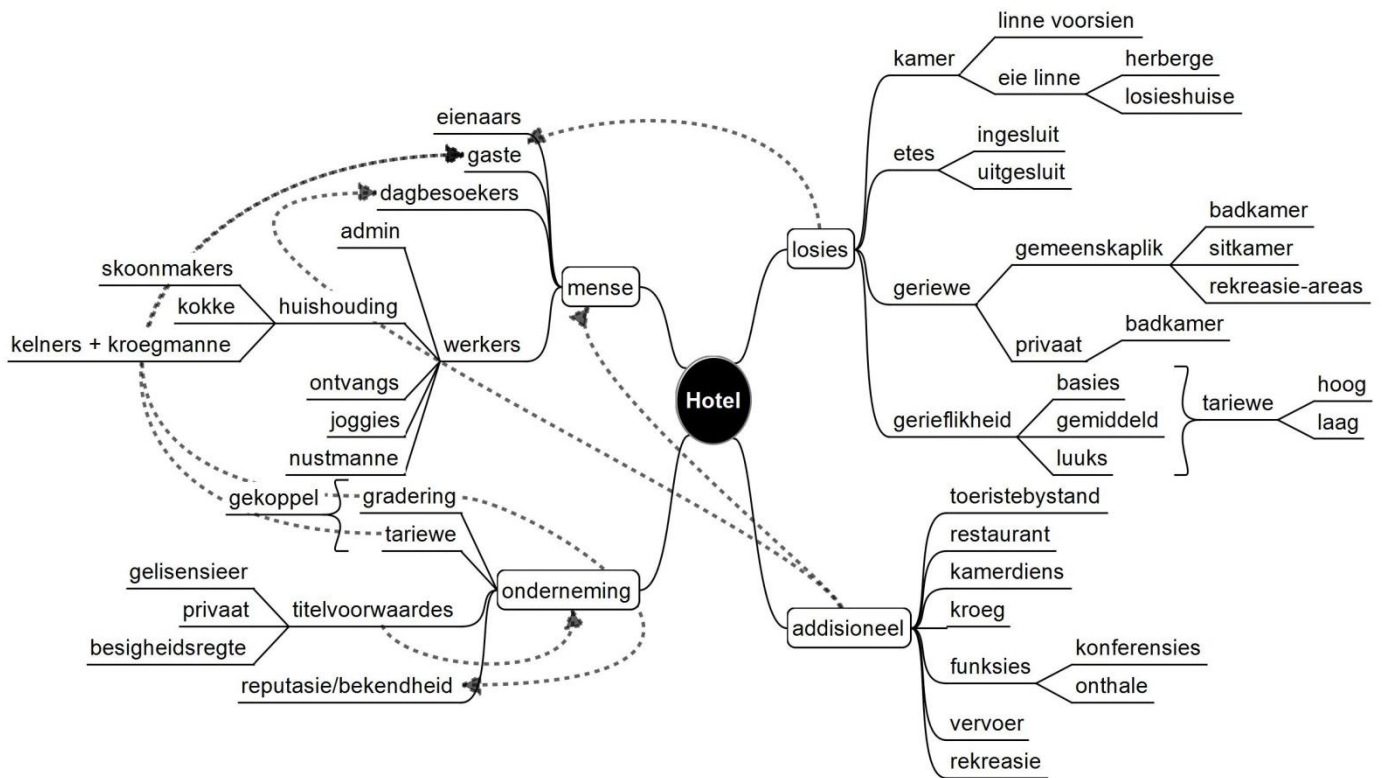 Hotel
losies
kamer
linne voorsien
eie linne
herberge
losieshuise
etes
ingesluit
uitgesluit
geriewe
gemeenskaplik
badkamer
sitkamer
rekreasie-areas
privaat
badkamer
gerieflikheid
basies
gemiddeld
luuks
tariewe
hoog
laag
addisioneel
toeristebystand
restaurant
kamerdiens
kroeg
funksies
konferensies
onthale
vervoer
rekreasie
mense
eienaars
gaste
dagbesoekers
werkers
admin
huishouding
skoonmakers
kokke
kelners + kroegmanne
ontvangs
joggies
nustmanne
onderneming
gradering
tariewe
gekoppel
titelvoorwaardes
gelisensieer
privaat
besigheidsregte
reputasie/bekendheid